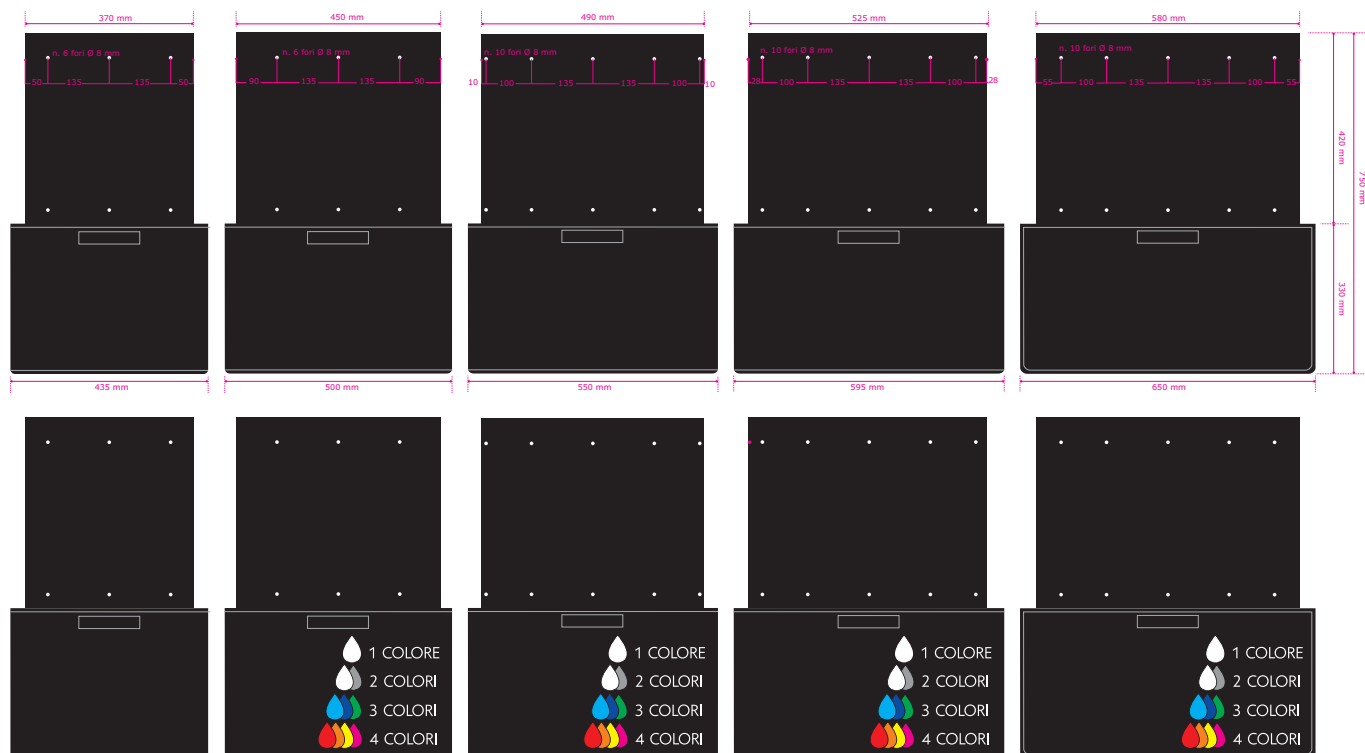 370 mm
450 mm
490 mm
525 mm
580 mm
n. 6 fori Ø 8 mm
n. 6 fori Ø 8 mm
n. 10 fori Ø 8 mm
n. 10 fori Ø 8 mm
n. 10 fori Ø 8 mm
50 135 135 50
90 135 135 90
10 100 135 135 100 10
28 100 135 135 100 28
55 100 135 135 100 55
420 mm
750 mm
330 mm
435 mm
500 mm
550 mm
595 mm
650 mm
1 COLORE
2 COLORI
3 COLORI
4 COLORI
1 COLORE
2 COLORI
3 COLORI
4 COLORI
1 COLORE
2 COLORI
3 COLORI
4 COLORI
1 COLORE
2 COLORI
3 COLORI
4 COLORI